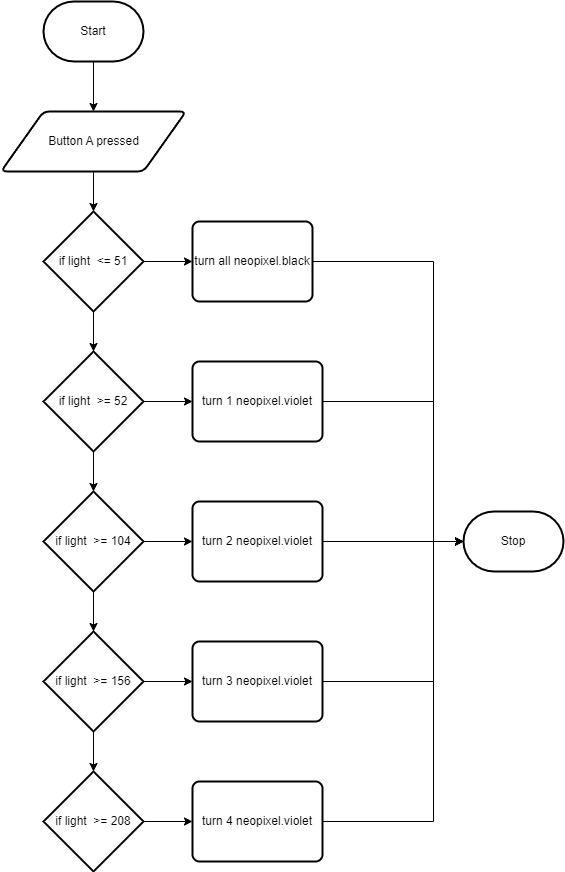 Start
Button A pressed
if light <= 51
turn all neopixel.black
if light >= 52
turn 1 neopixel.violet
if light >= 104
turn 2 neopixel.violet
Stop
if light >= 156
turn 3 neopixel.violet
if light >= 208
turn 4 neopixel.violet